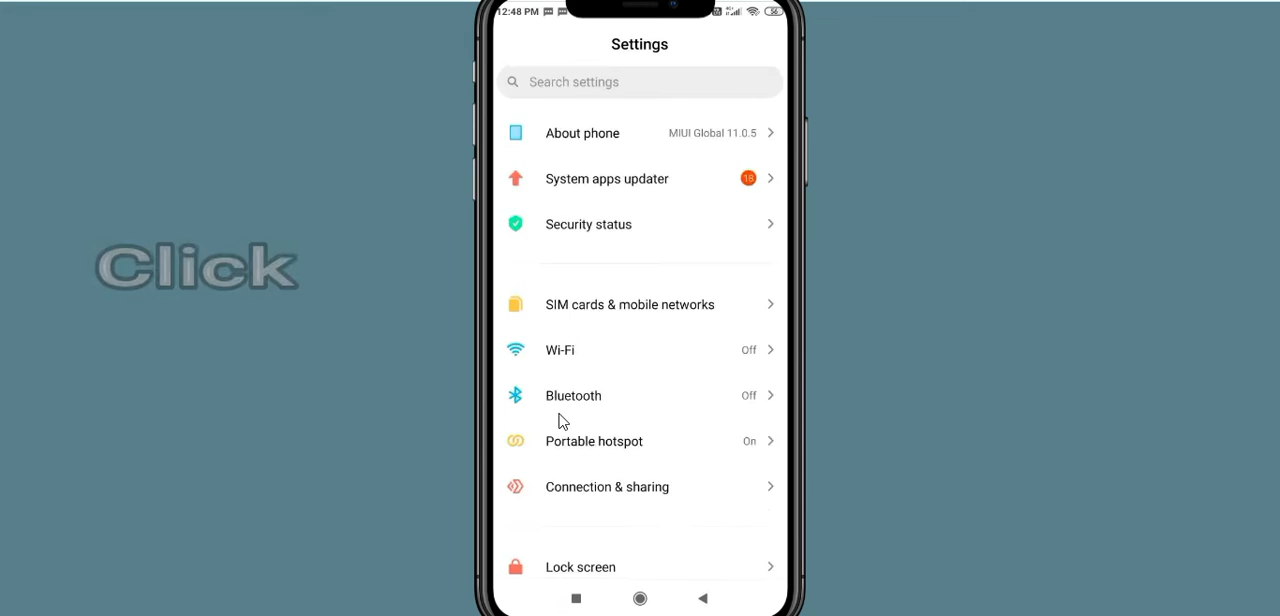 12:48 PM
56
Settings
Search settings
About phone MIUI Global 11.0.5
System apps updater 18
Security status
Click
SIM cards & mobile networks
Wi-Fi Off
Bluetooth Off
Portable hotspot On
Connection & sharing
Lock screen